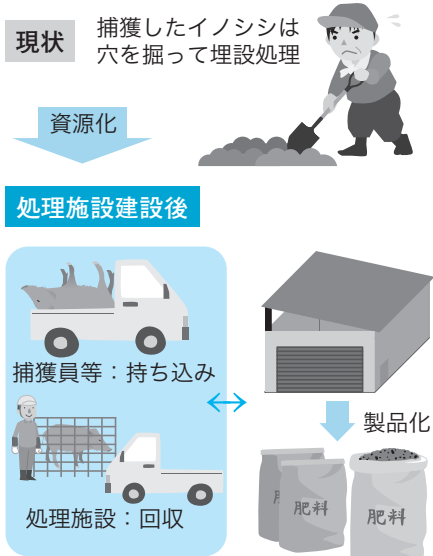 現状
捕獲したイノシシは
穴を掘って埋設処理
資源化
処理施設建設後
捕獲員等：持ち込み
処理施設：回収
製品化
肥料
肥料